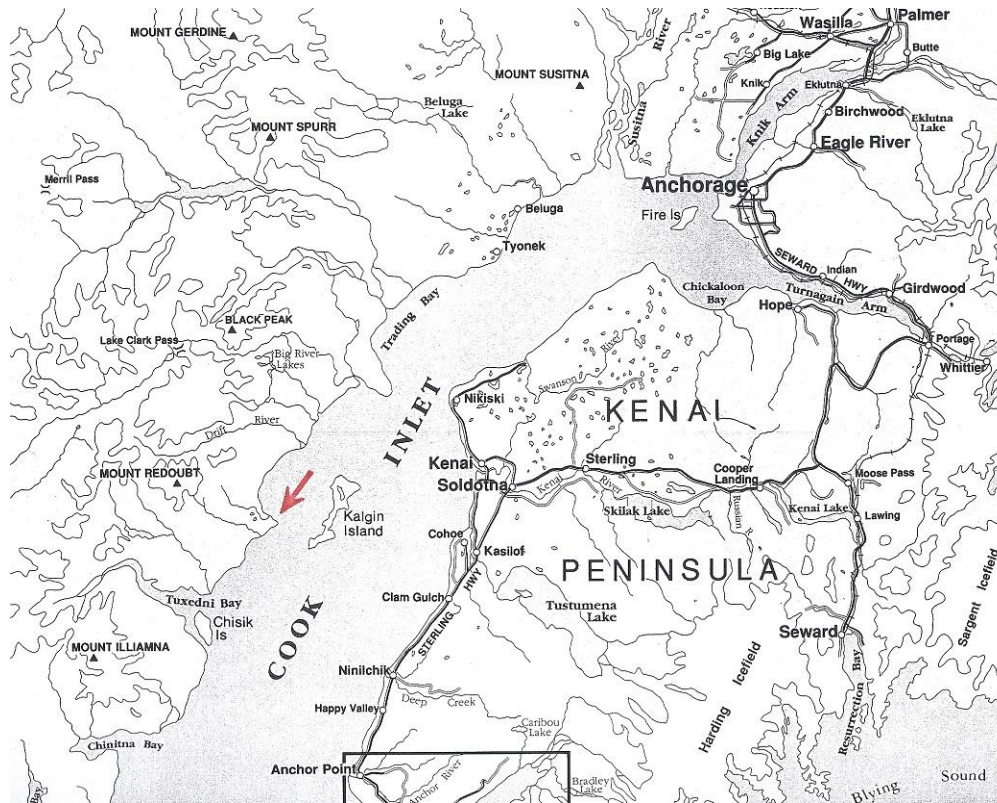 MOUNT GERDINE
River
Wasilla
Palmer
Big Lake
Butte
MOUNT SUSITNA
Knik
Eklutna
Knik Arm
Beluga
Lake
Susitna
Birchwood
Eklutna
Lake
MOUNT SPURR
Eagle River
Merril Pass
Anchorage
Beluga
Fire Is
Tyonek
SEWARD HWY
Indian
Chickaloon
Bay
Turnagain Arm
Girdwood
Hope
Trading Bay
BLACK PEAK
Lake Clark Pass
Portage
Big River
Lakes
River
Whittier
Swanson
Nikiski
KENAI
INLET
Drift River
Kenai
Sterling
MOUNT REDOUBT
Soldotna
Kenai River
Cooper
Landing
Moose Pass
Kalgin
Island
Skilak Lake
Russian
R
Kenai Lake
Lawing
Cohoe
Kasilof
PENINSULA
Tuxedni Bay
Clam Gulch
STERLING HWY
Tustumena
Lake
Chisik
Is
COOK
Seward
MOUNT ILLIAMNA
Ninilchik
Harding Icefield
Sargent Icefield
Deep Creek
Resurrection Bay
Happy Valley
Caribou
Lake
Chinitna Bay
Anchor Point
Anchor River
Bradley
Lake
Sound
Blying
Bay